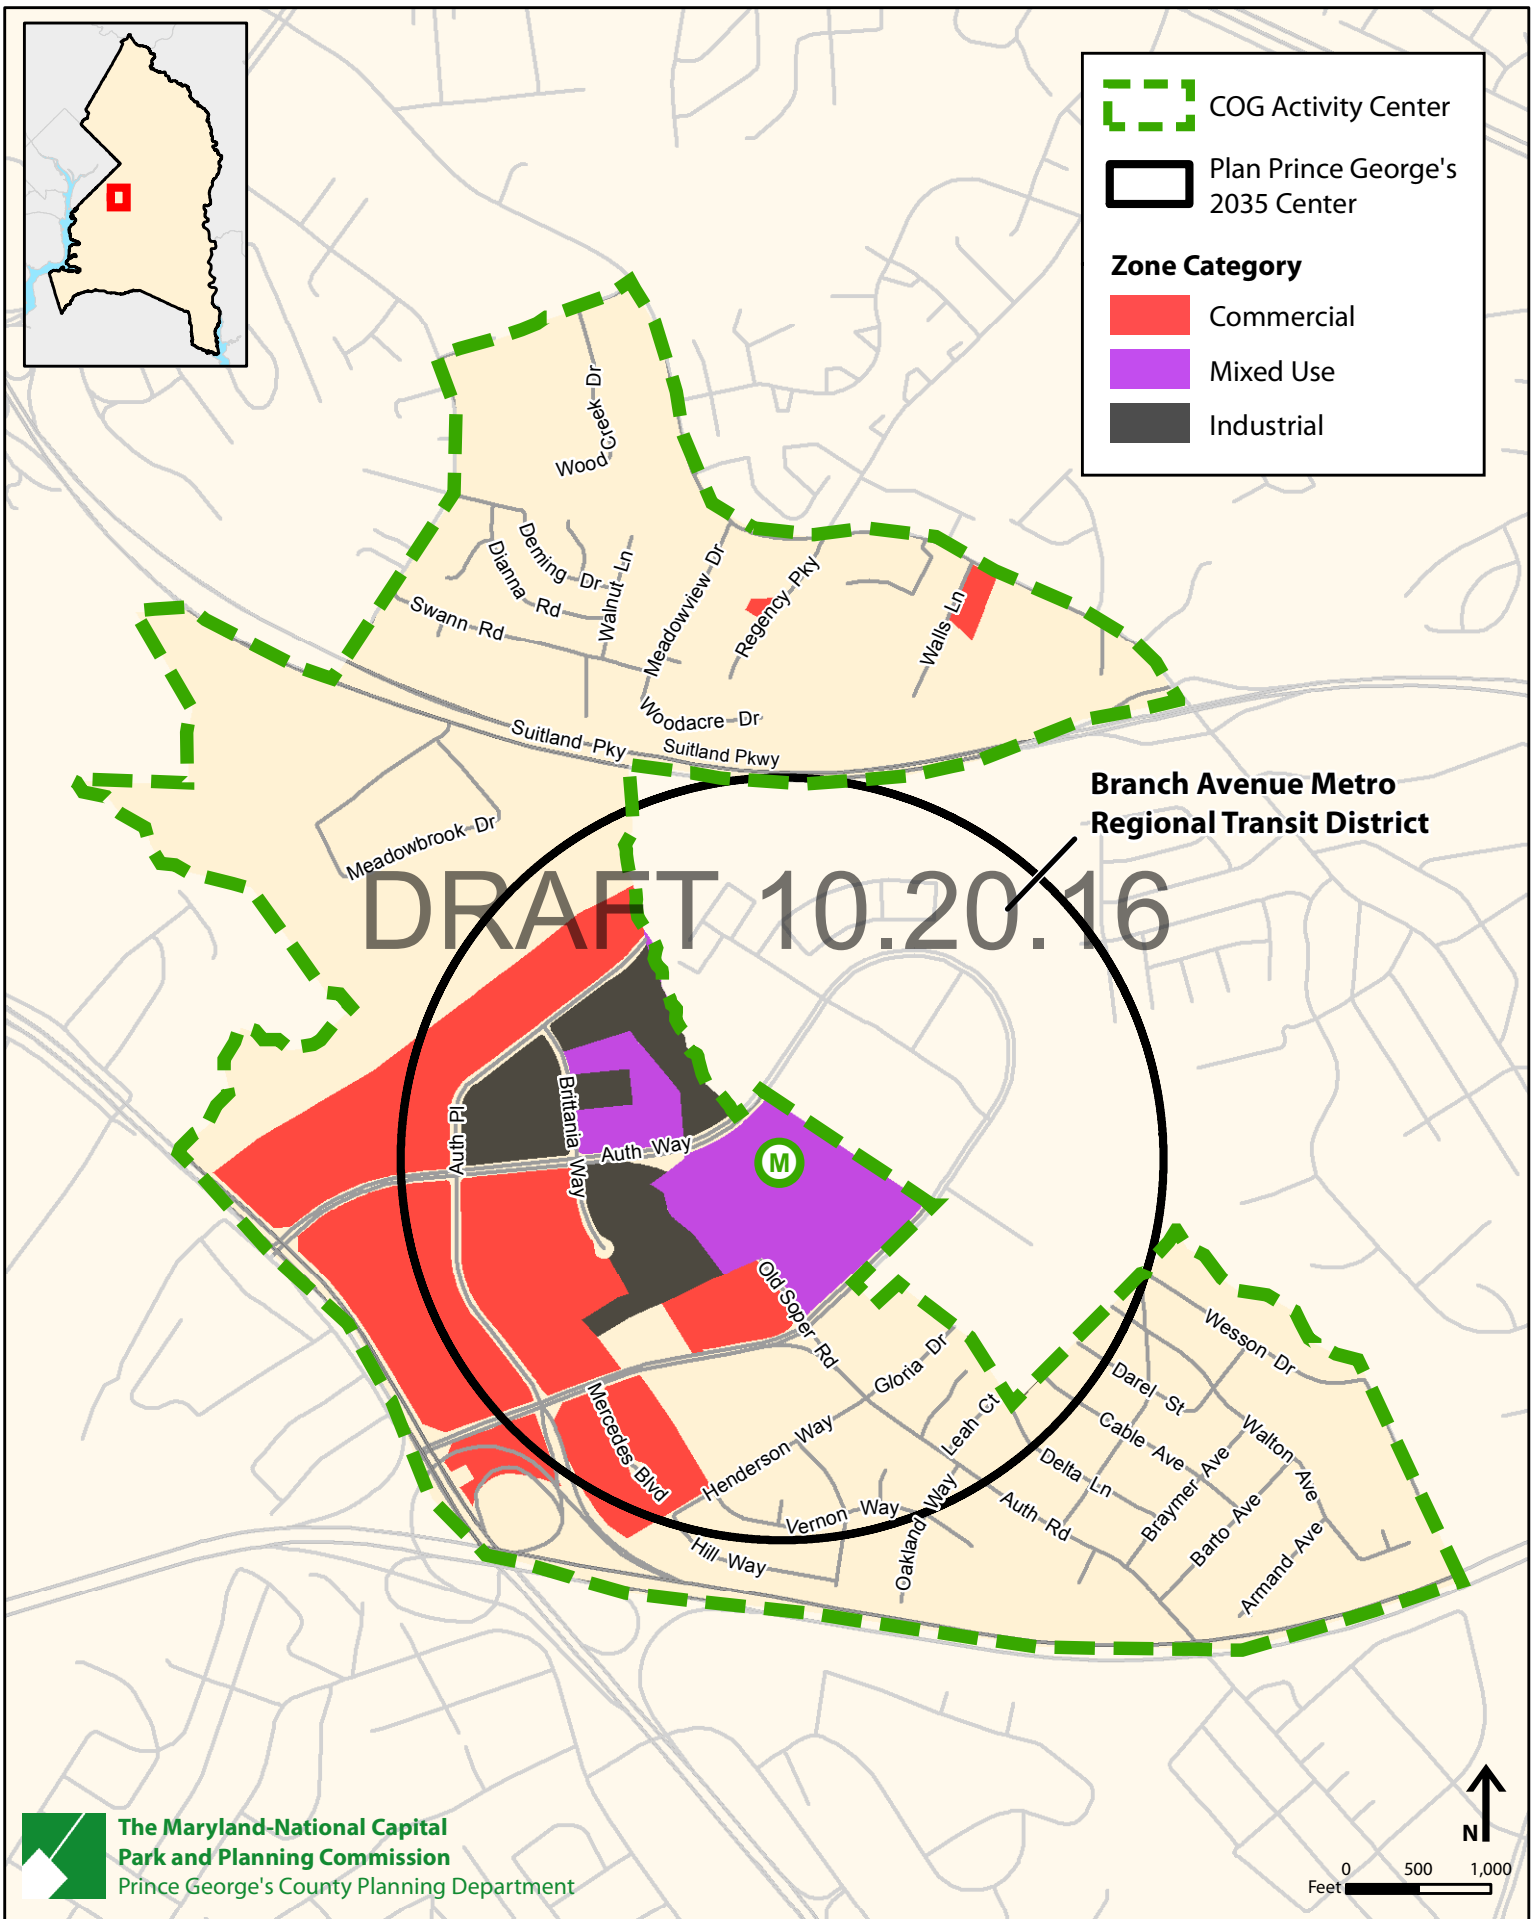 COG Activity Center
Plan Prince George's
2035 Center
Zone Category
Commercial
Mixed Use
Industrial
Wood Creek Dr
Deming Dr
Dianna Rd
Walnut Ln
Swann Rd
Meadowview Dr
Regency Pky
Walls Ln
Woodacre Dr
Suitland Pky
Suitland Pkwy
Branch Avenue Metro
Regional Transit District
Meadowbrook Dr
DRAFT 10.20.16
Auth Pl
Brittania Way
Auth Way
M
Old Soper Rd
Gloria Dr
Wesson Dr
Darel St
Leah Ct
Cable Ave
Walton Ave
Mercedes Blvd
Henderson Way
Delta Ln
Braymer Ave
Vernon Way
Oakland Way
Auth Rd
Barto Ave
Armand Ave
Hill Way
The Maryland-National Capital
Park and Planning Commission
Prince George's County Planning Department
N
0 500 1,000
Feet